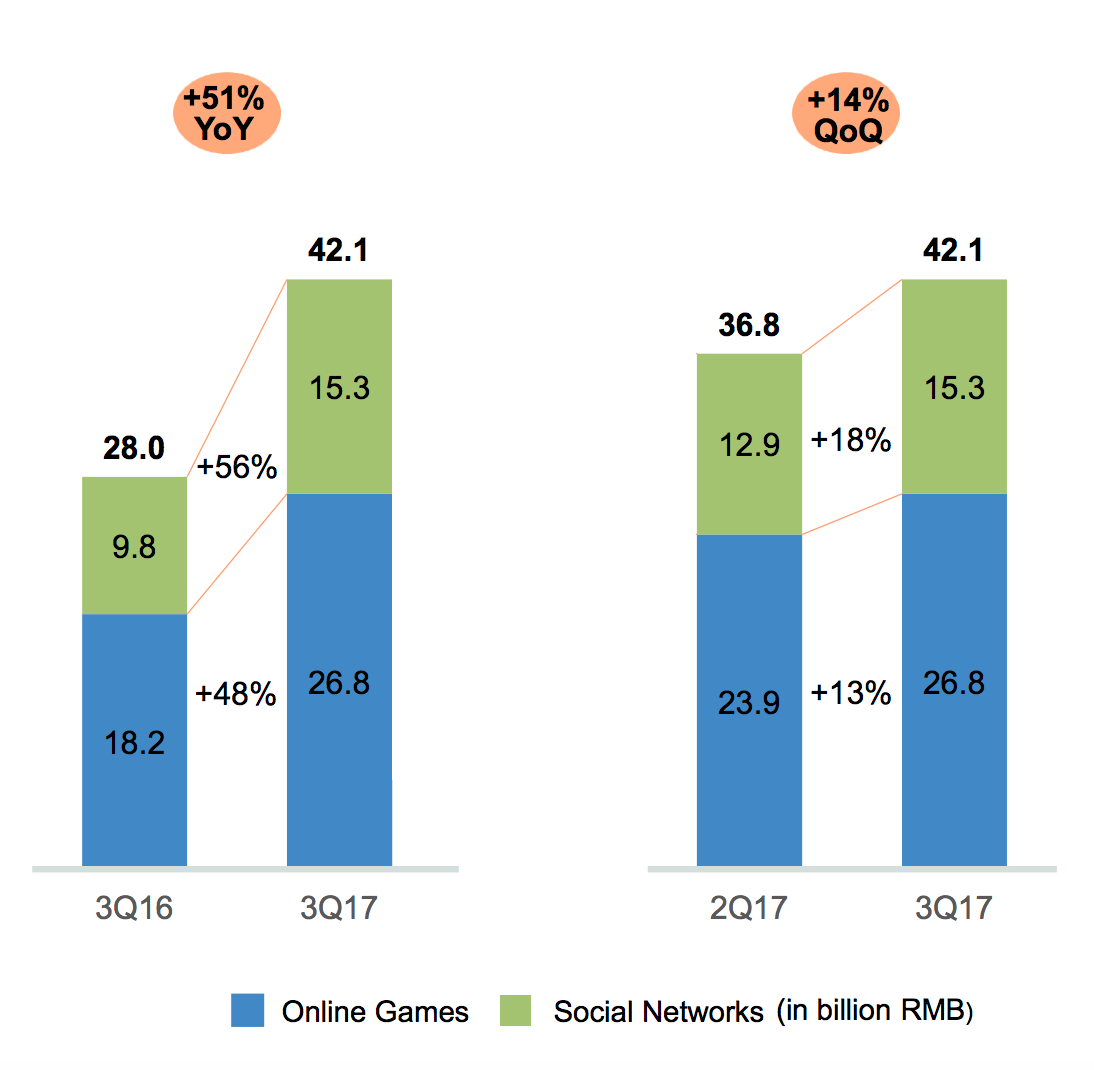 +51%
YoY
+14%
QoQ
42.1
42.1
36.8
28.0
15.3
15.3
12.9
+18%
+56%
9.8
26.8
26.8
+48%
23.9
+13%
18.2
3Q16
3Q17
2Q17
3Q17
Online Games
Social Networks
(in billion RMB)